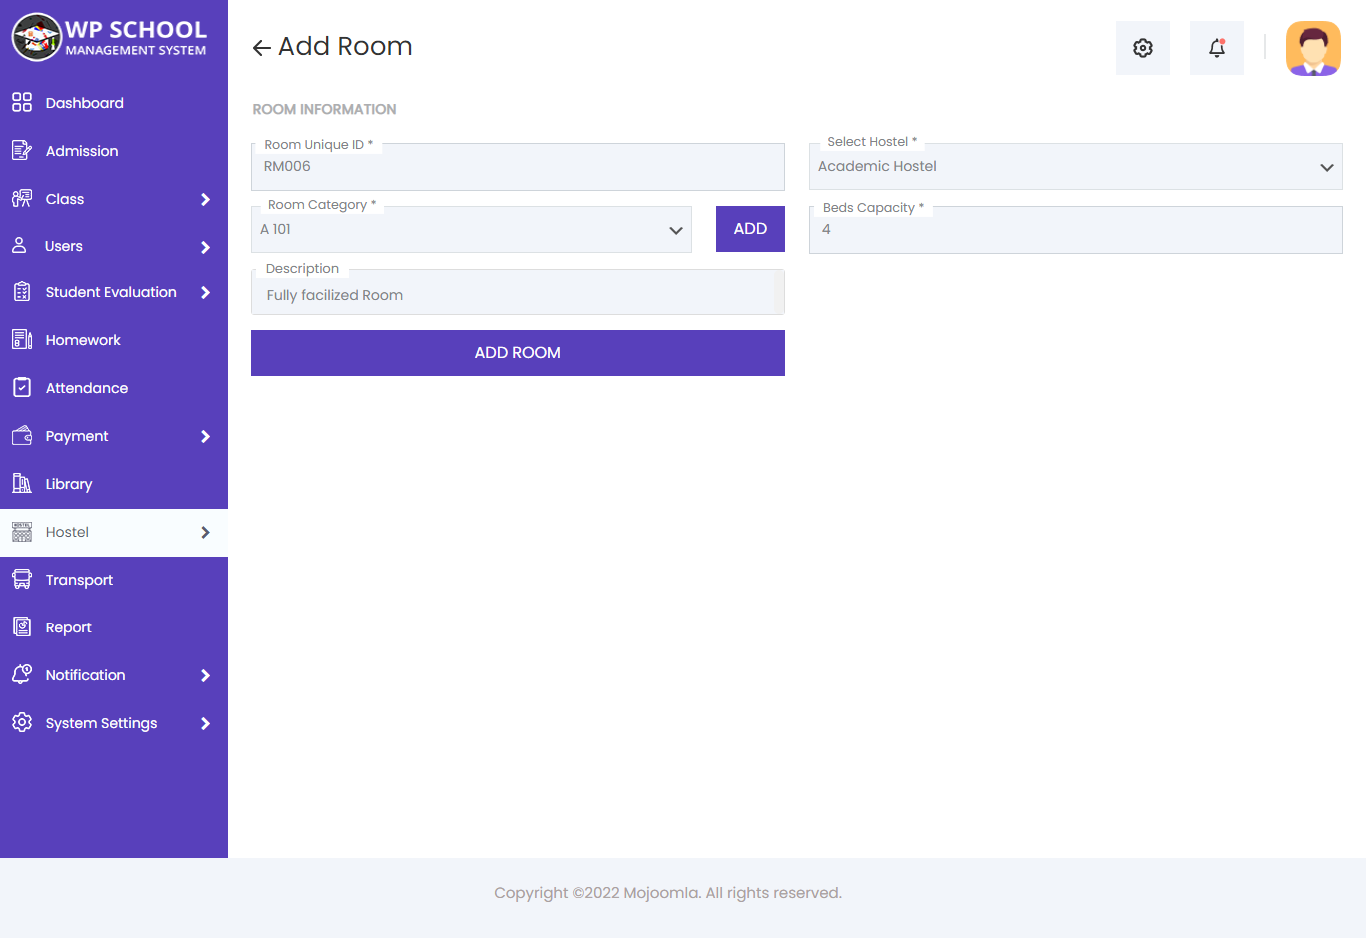 WP SCHOOL
MANAGEMENT SYSTEM
Dashboard
Admission
Class
Users
Student Evaluation
Homework
Attendance
Payment
Library
HOSTEL
Hostel
Transport
Report
Notification
System Settings
Add Room
ROOM INFORMATION
Room Unique ID *
RM006
Select Hostel *
Academic Hostel
Room Category *
A 101
ADD
Beds Capacity *
4
Description
Fully facilized Room
ADD ROOM
Copyright ©2022 Mojoomla. All rights reserved.